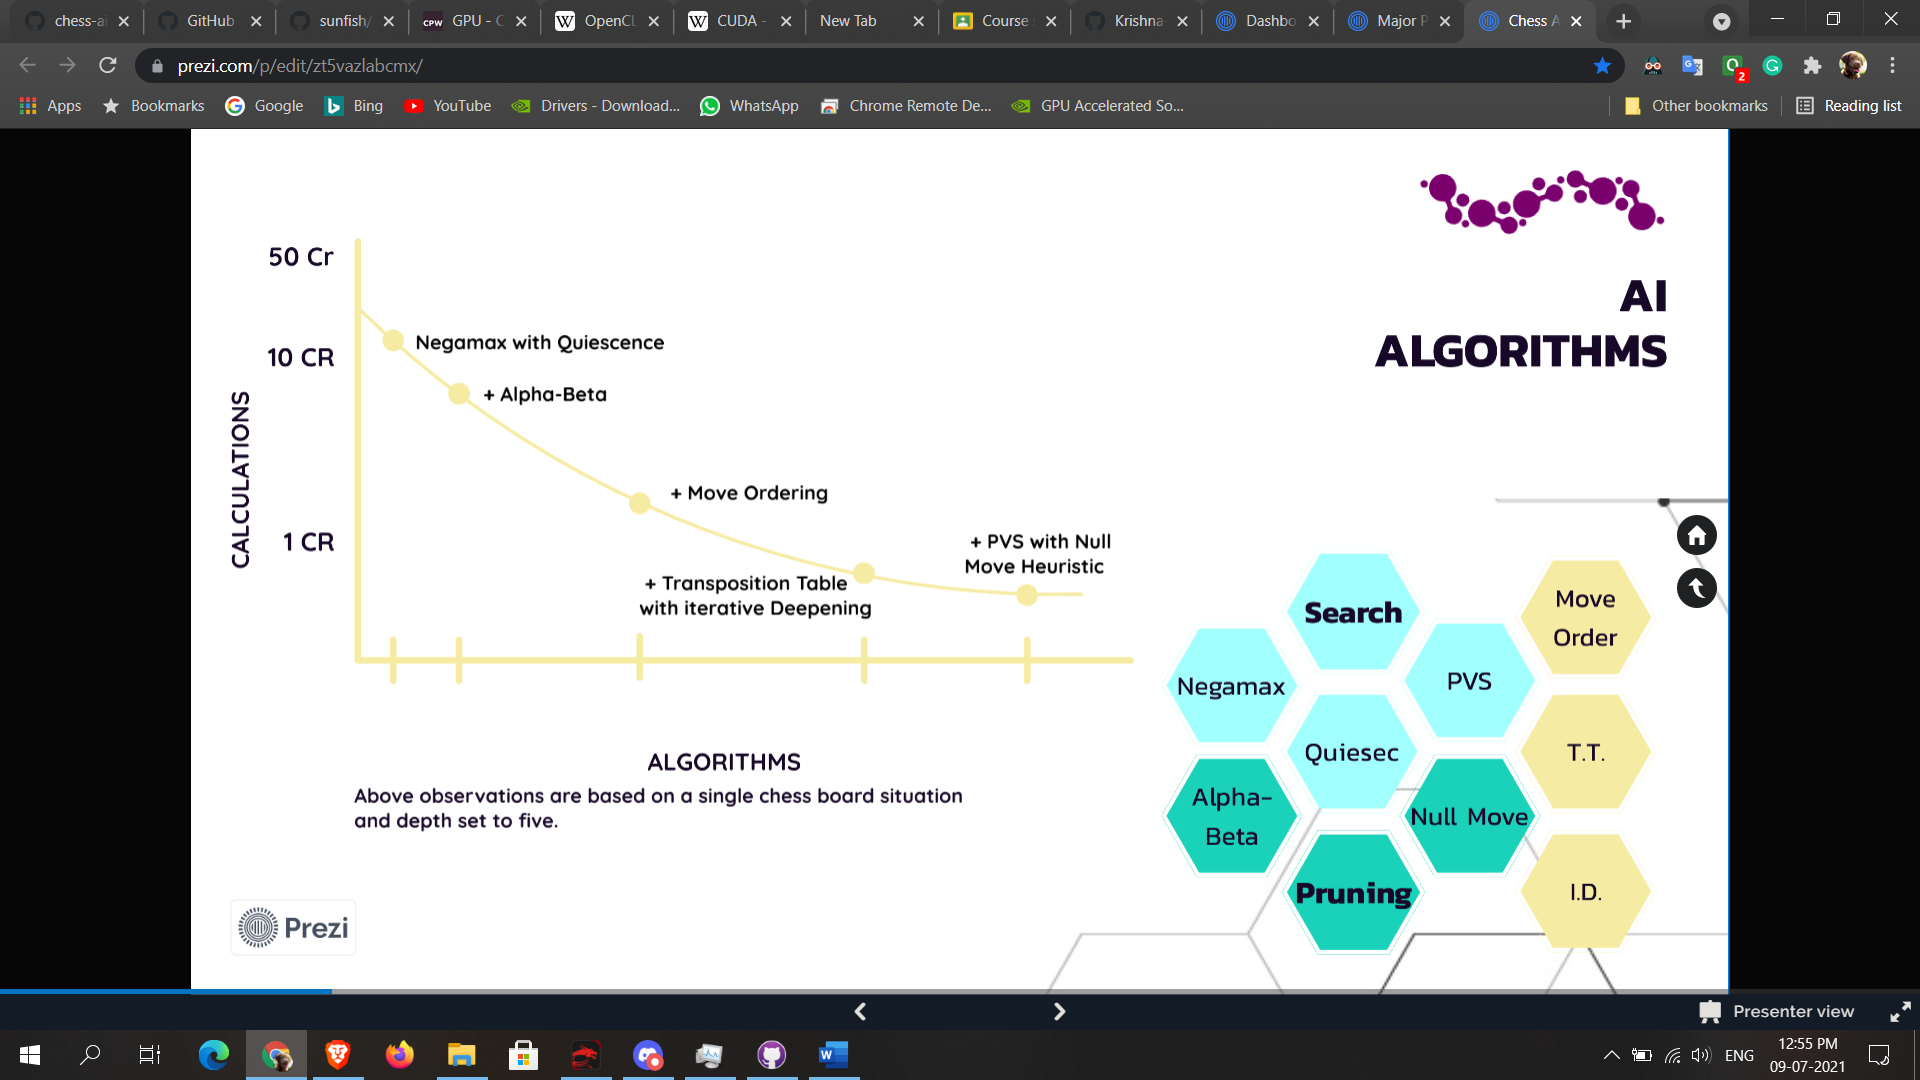 chess-ai
GitHub
sunfish/
CPW GPU - C
W OpenCL
W CUDA -
New Tab
Course
Krishna
Dashbo
Major P
Chess A
prezi.com/p/edit/zt5vazlabcmx/
2
Apps
Bookmarks
Google
Bing
YouTube
Drivers - Download...
WhatsApp
Chrome Remote De...
GPU Accelerated So...
Other bookmarks
Reading list
AI
ALGORITHMS
50 Cr
10 CR
1 CR
CALCULATIONS
Negamax with Quiescence
+ Alpha-Beta
+ Move Ordering
+ Transposition Table
with iterative Deepening
+ PVS with Null
Move Heuristic
ALGORITHMS
Above observations are based on a single chess board situation
and depth set to five.
Search
Move
Order
Negamax
PVS
Quiesec
T.T.
Alpha-
Beta
Null Move
Pruning
I.D.
Prezi
Presenter view
ENG
12:55 PM
09-07-2021